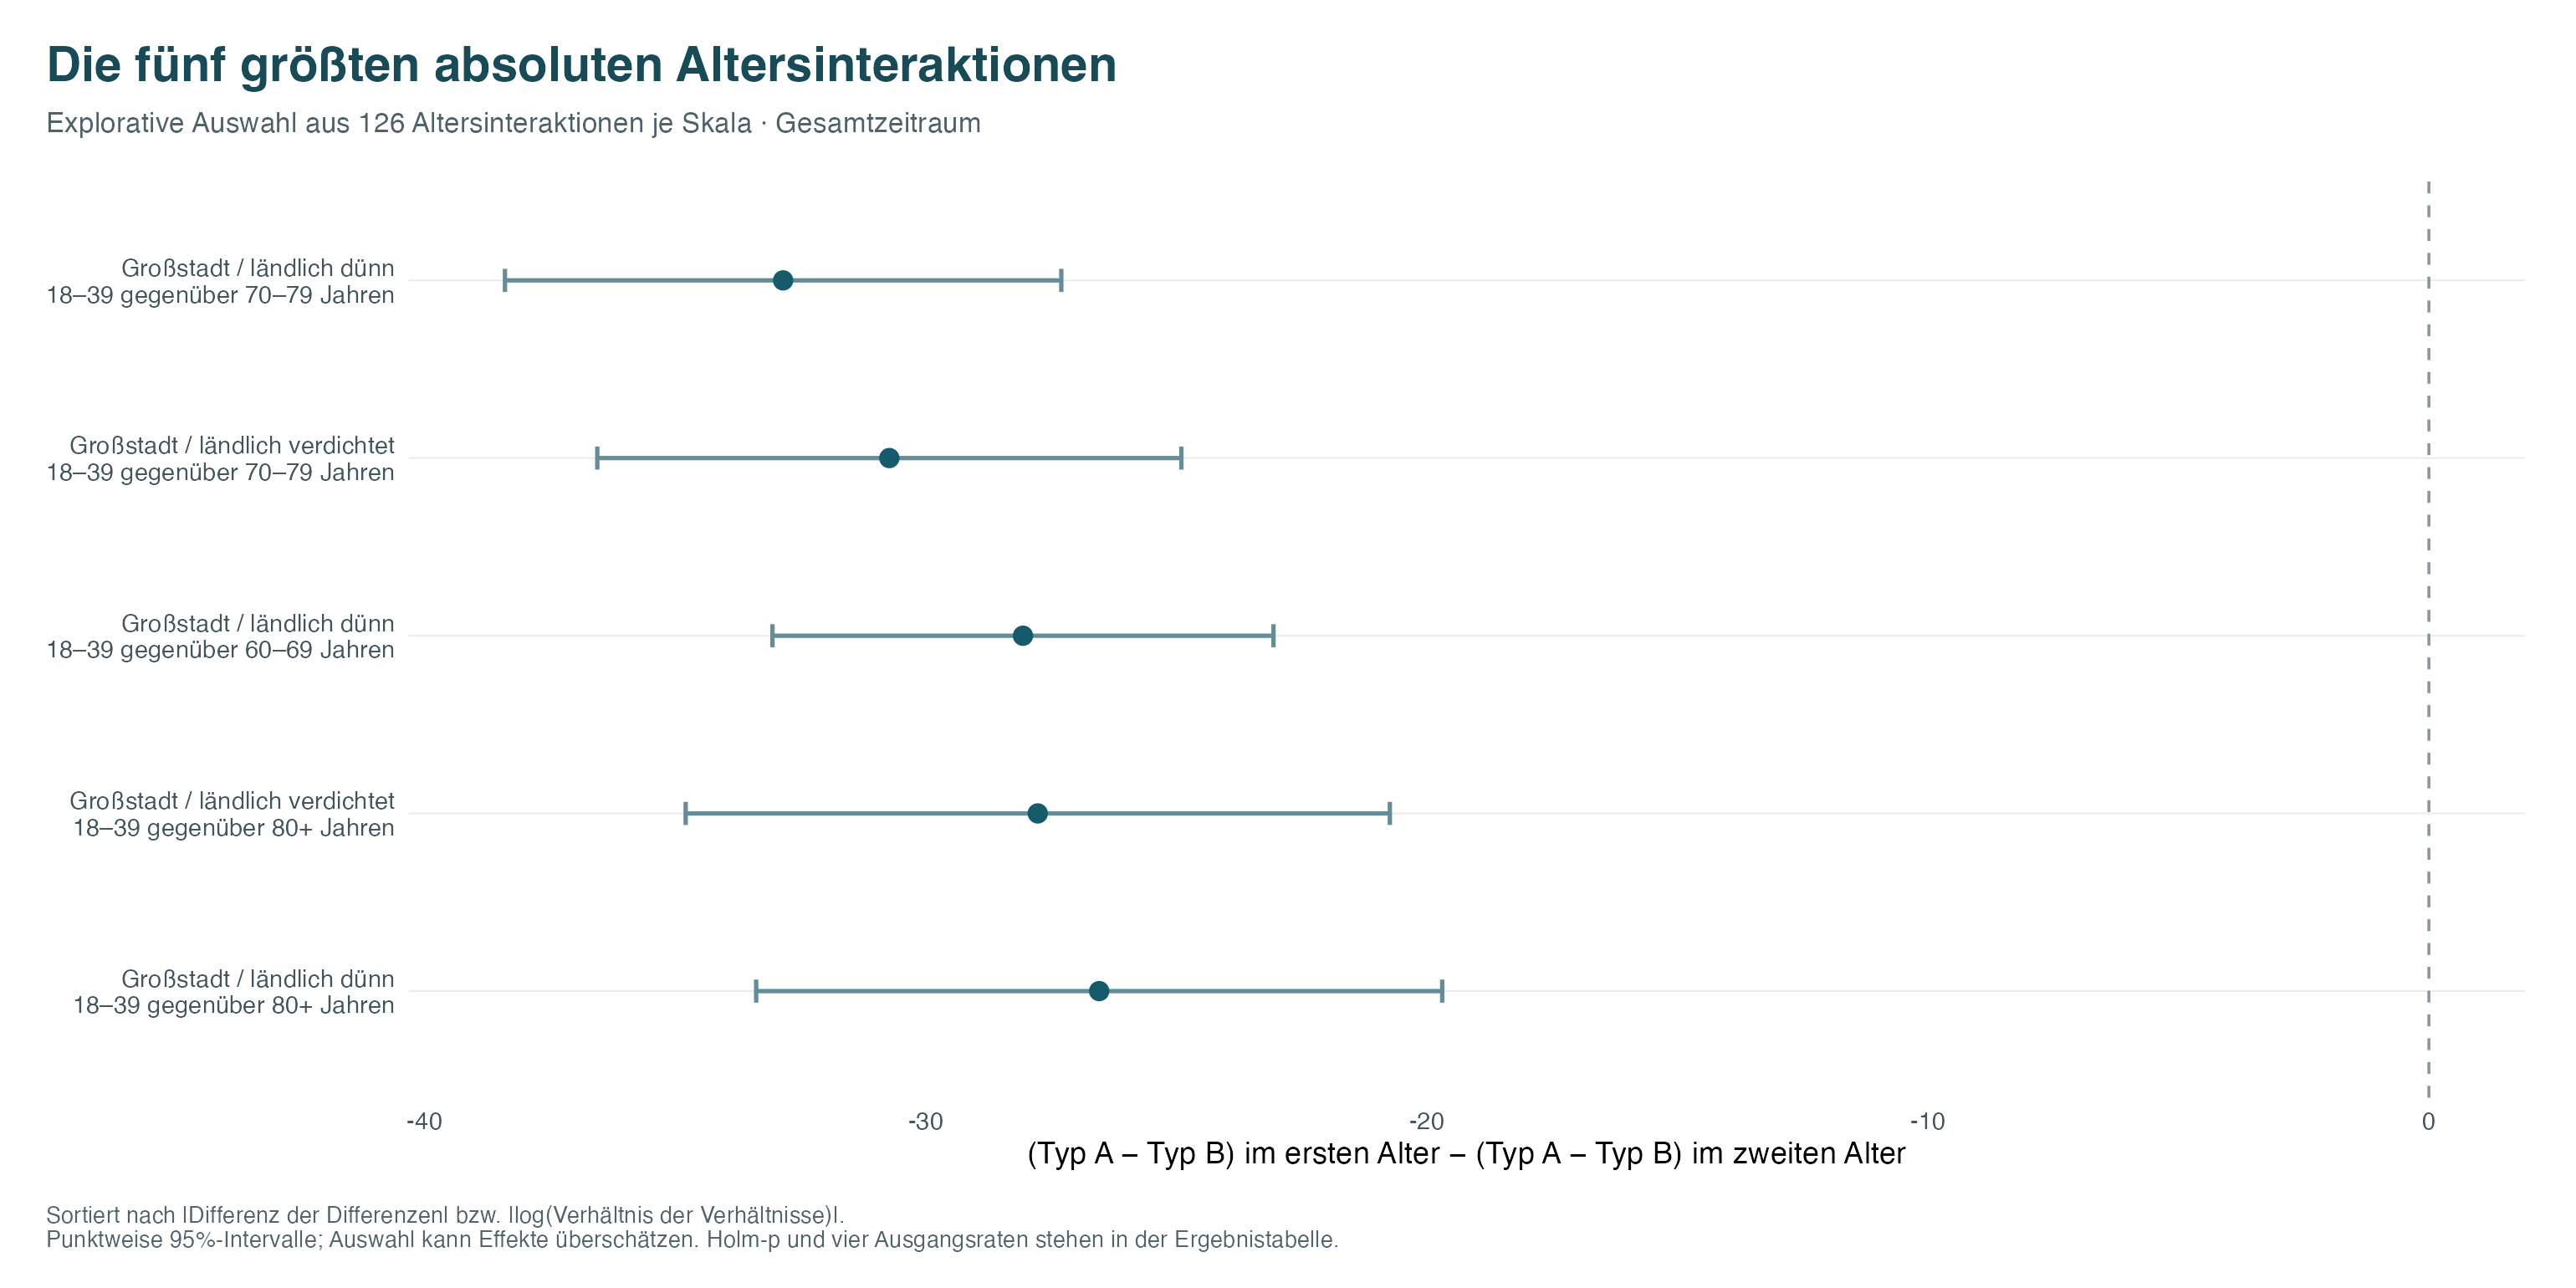 Die fünf größten absoluten Altersinteraktionen
Explorative Auswahl aus 126 Altersinteraktionen je Skala · Gesamtzeitraum
Großstadt / ländlich dünn
18–39 gegenüber 70–79 Jahren
Großstadt / ländlich verdichtet
18–39 gegenüber 70–79 Jahren
Großstadt / ländlich dünn
18–39 gegenüber 60–69 Jahren
Großstadt / ländlich verdichtet
18–39 gegenüber 80+ Jahren
Großstadt / ländlich dünn
18–39 gegenüber 80+ Jahren
-40 -30 -20 -10 0
(Typ A – Typ B) im ersten Alter – (Typ A – Typ B) im zweiten Alter
Sortiert nach |Differenz der Differenzen| bzw. |log(Verhältnis der Verhältnisse)|.
Punktweise 95%-Intervalle; Auswahl kann Effekte überschätzen. Holm-p und vier Ausgangsraten stehen in der Ergebnistabelle.